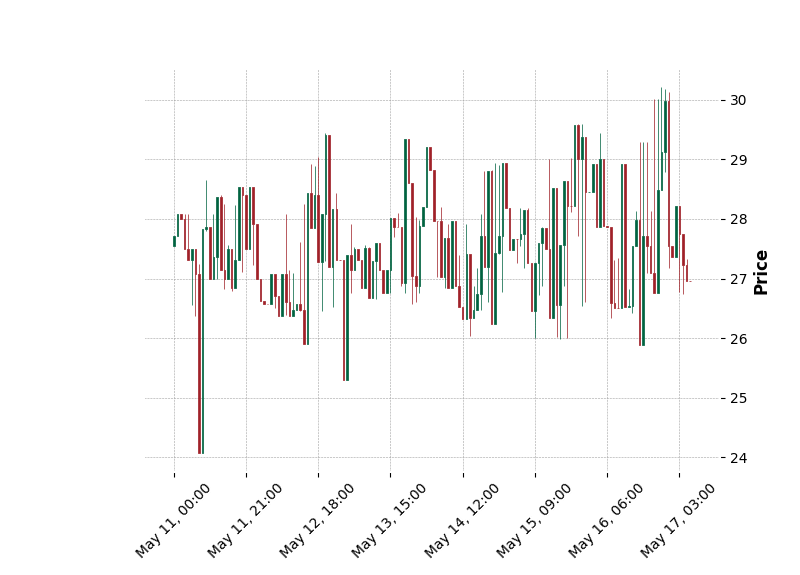 30
29
28
27
26
25
24
Price
May 11, 00:00
May 11, 21:00
May 12, 18:00
May 13, 15:00
May 14, 12:00
May 15, 09:00
May 16, 06:00
May 17, 03:00